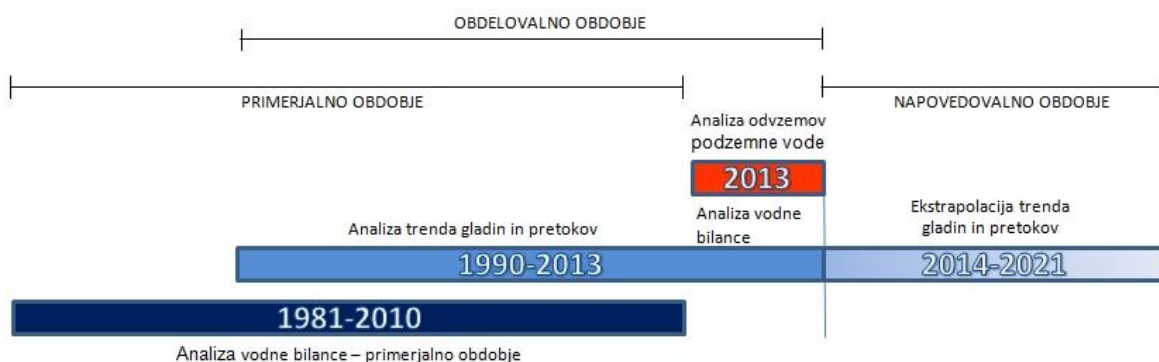 OBDELOVALNO OBDOBJE
PRIMERJALNO OBDOBJE
NAPOVEDOVALNO OBDOBJE
Analiza odvzemov
podzemne vode
2013
Analiza vodne
bilance
Analiza trenda gladin in pretokov
1990-2013
Ekstrapolacija trenda
gladin in pretokov
2014-2021
1981-2010
Analiza vodne bilance – primerjalno obdobje